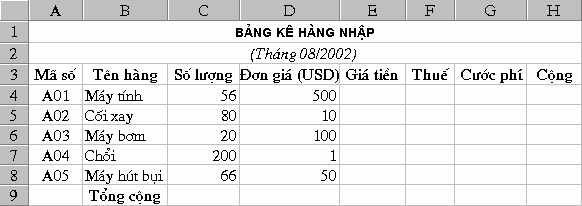 A B C D E F G H
1 BẢNG KÊ HÀNG NHẬP
2 (Tháng 08/2002)
3 Mã số Tên hàng Số lượng Đơn giá (USD) Giá tiền Thuế Cước phí Cộng
4 A01 Máy tính 56 500
5 A02 Cối xay 80 10
6 A03 Máy bơm 20 100
7 A04 Chổi 200 1
8 A05 Máy hút bụi 66 50
9 Tổng cộng